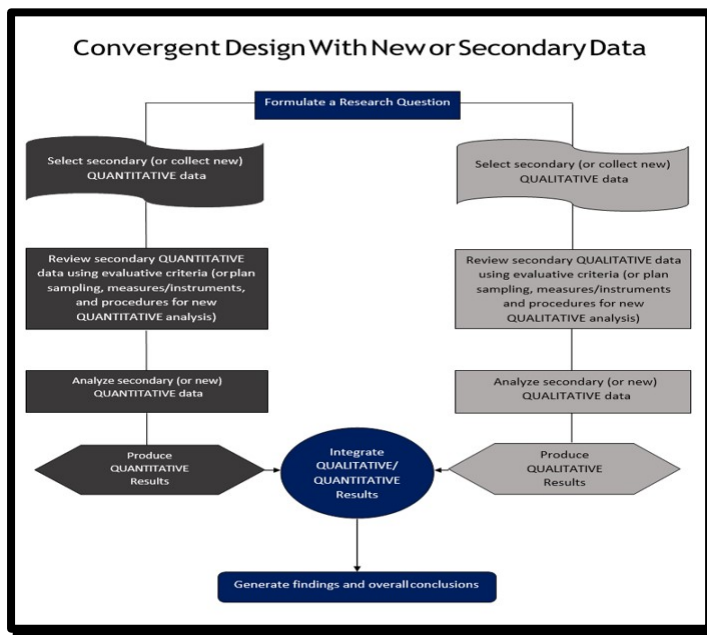 Convergent Design With New or Secondary Data
Formulate a Research Question
Select secondary (or collect new)
QUANTITATIVE data
Select secondary (or collect new)
QUALITATIVE data
Review secondary QUANTITATIVE
data using evaluative criteria (or plan
sampling, measures/instruments,
and procedures for new
QUANTITATIVE analysis)
Review secondary QUALITATIVE data
using evaluative criteria (or plan
sampling, measures/instruments
and procedures for new
QUALITATIVE analysis)
Analyze secondary (or new)
QUANTITATIVE data
Analyze secondary (or new)
QUALITATIVE data
Produce
QUANTITATIVE
Results
Integrate
QUALITATIVE/
QUANTITATIVE
Results
Produce
QUALITATIVE
Results
Generate findings and overall conclusions